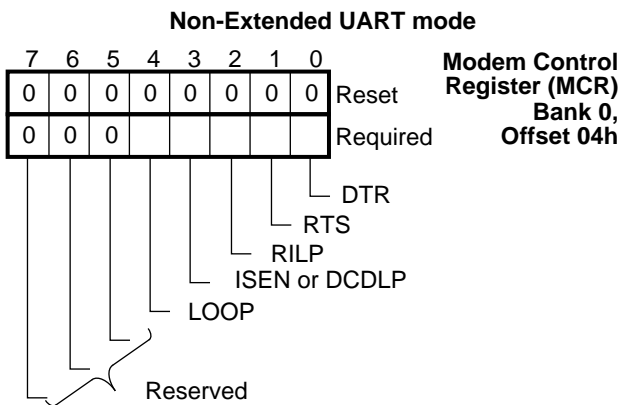 Non-Extended UART mode
7 6 5 4 3 2 1 0
Modem Control
Register (MCR)
Bank 0,
Offset 04h
0 0 0 0 0 0 0 0 Reset
0 0 0 Required
DTR
RTS
RILP
ISEN or DCDLP
LOOP
Reserved